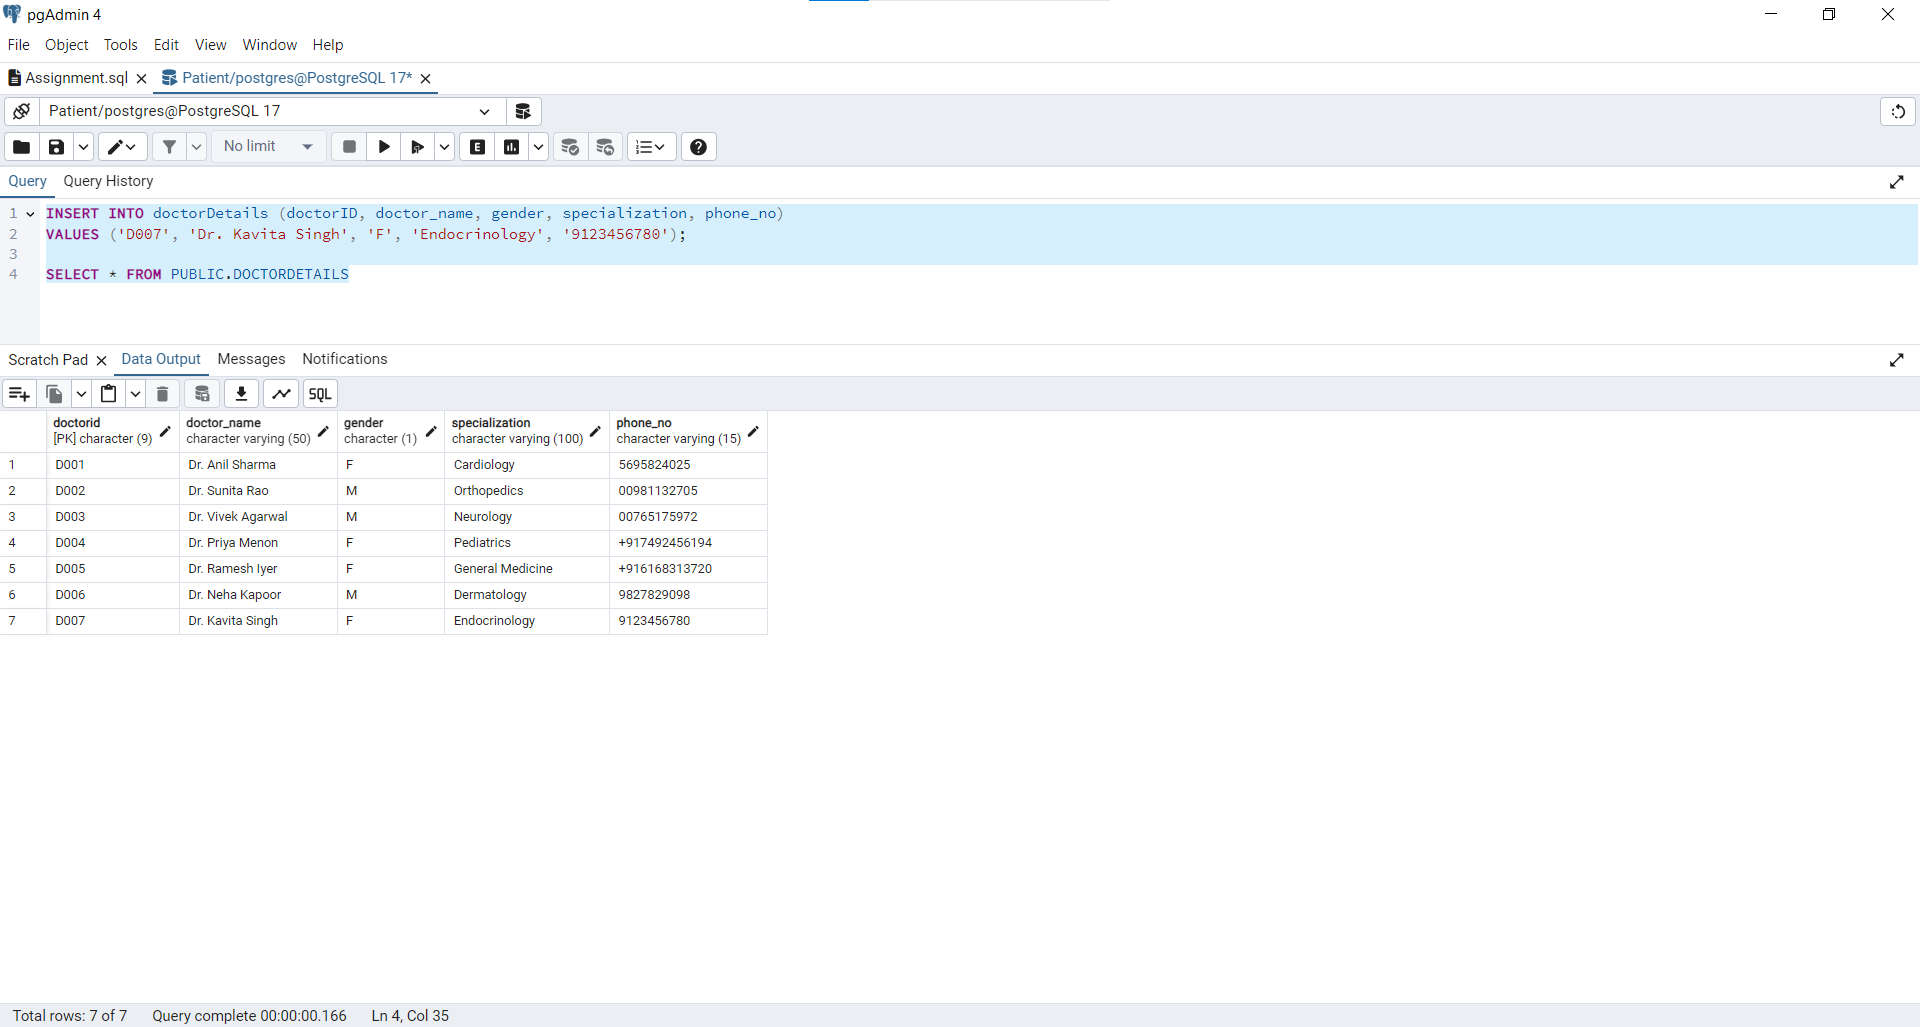 pgAdmin 4
File Object Tools Edit View Window Help
Assignment.sql Patient/postgres@PostgreSQL 17*
Patient/postgres@PostgreSQL 17
No limit E
Query Query History
1 INSERT INTO doctorDetails (doctorID, doctor_name, gender, specialization, phone_no)
2 VALUES ('D007', 'Dr. Kavita Singh', 'F', 'Endocrinology', '9123456780');
3
4 SELECT * FROM PUBLIC.DOCTORDETAILS
Scratch Pad Data Output Messages Notifications
SQL
doctorid doctor_name gender specialization phone_no
[PK] character (9) character varying (50) character (1) character varying (100) character varying (15)
1 D001 Dr. Anil Sharma F Cardiology 5695824025
2 D002 Dr. Sunita Rao M Orthopedics 00981132705
3 D003 Dr. Vivek Agarwal M Neurology 00765175972
4 D004 Dr. Priya Menon F Pediatrics +917492456194
5 D005 Dr. Ramesh Iyer F General Medicine +916168313720
6 D006 Dr. Neha Kapoor M Dermatology 9827829098
7 D007 Dr. Kavita Singh F Endocrinology 9123456780
Total rows: 7 of 7 Query complete 00:00:00.166 Ln 4, Col 35